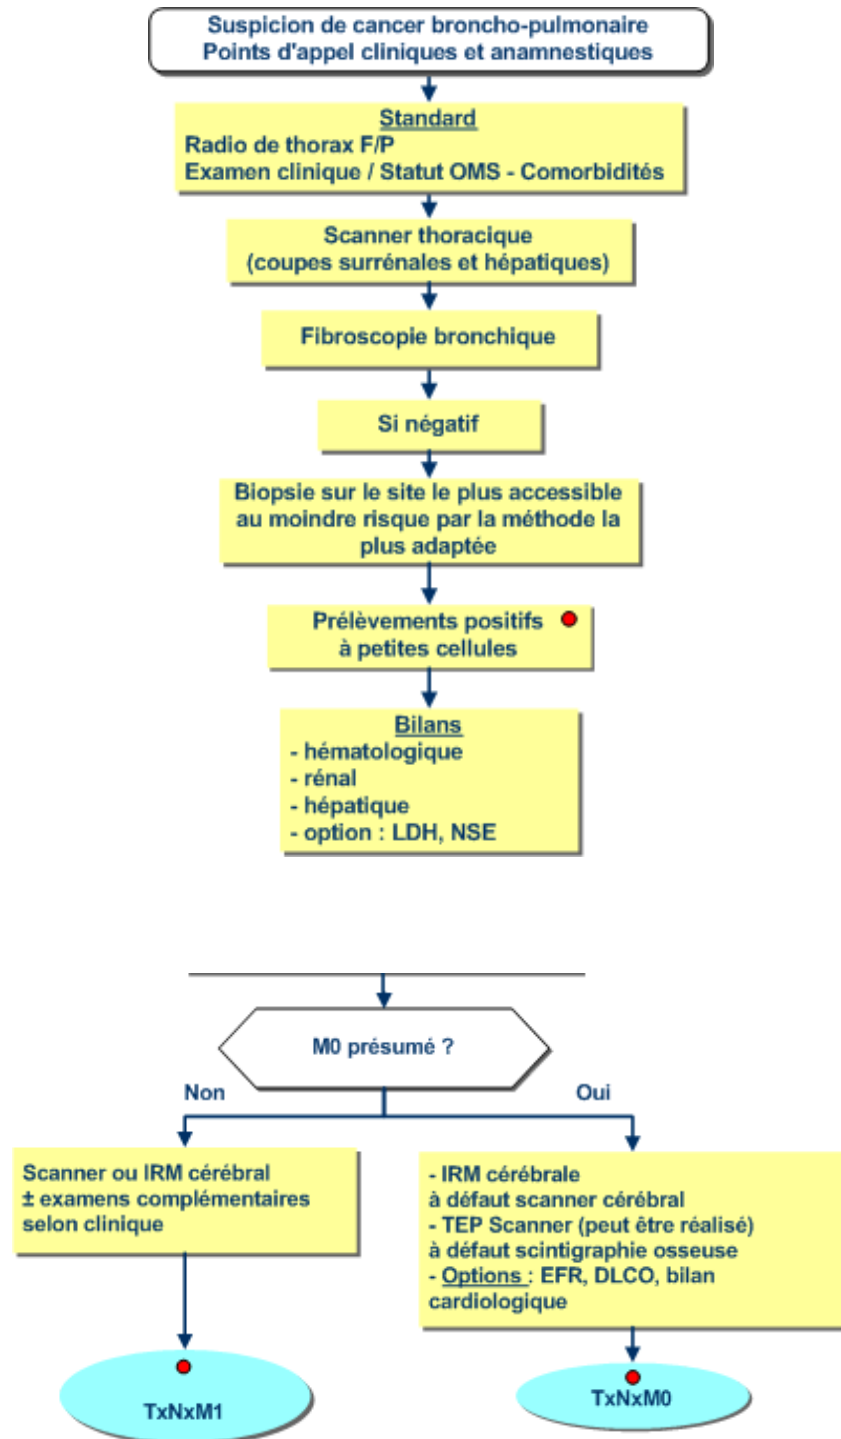 Suspicion de cancer broncho-pulmonaire
Points d'appel cliniques et anamnestiques
Standard
Radio de thorax F/P
Examen clinique / Statut OMS - Comorbidités
Scanner thoracique
(coupes surrénales et hépatiques)
Fibroscopie bronchique
Si négatif
Biopsie sur le site le plus accessible
au moindre risque par la méthode la
plus adaptée
Prélèvements positifs
à petites cellules
Bilans
- hématologique
- rénal
- hépatique
- option : LDH, NSE
M0 présumé ?
Non
Oui
Scanner ou IRM cérébral
± examens complémentaires
selon clinique
- IRM cérébrale
à défaut scanner cérébral
- TEP Scanner (peut être réalisé)
à défaut scintigraphie osseuse
- Options : EFR, DLCO, bilan
cardiologique
TxNxM1
TxNxM0